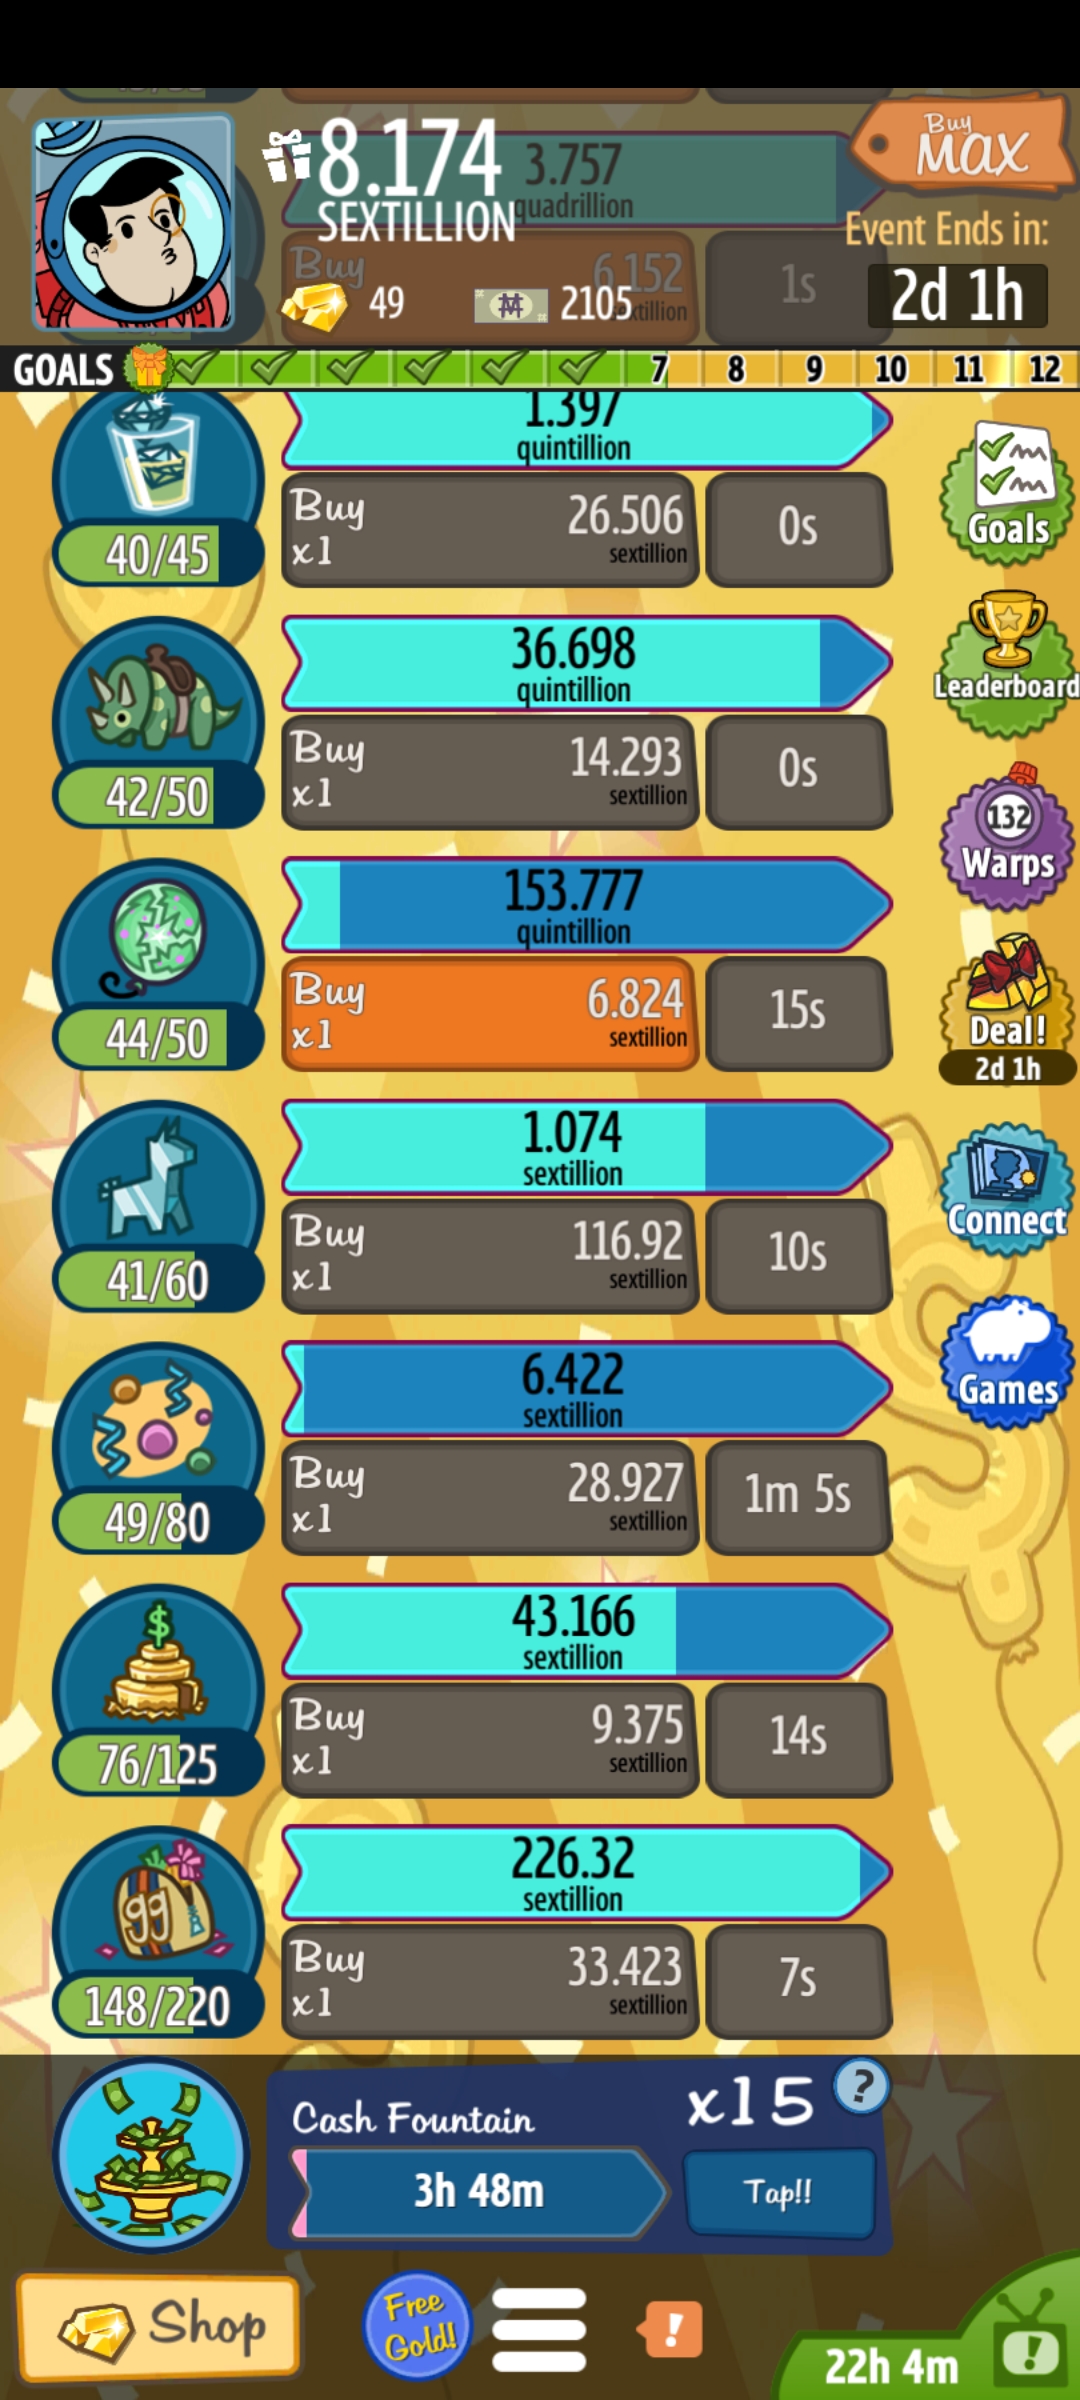 8.174
SEXTILLION
3.757
quadrillion
Buy
MAX
Event Ends in:
2d 1h
Buy
6.152
1s
49
2105
GOALS
7
8
9
10
11
12
1.397
quintillion
Buy
x1
26.506
sextillion
0s
40/45
Goals
36.698
quintillion
Buy
x1
14.293
sextillion
0s
42/50
Leaderboard
132
Warps
153.777
quintillion
Buy
x1
6.824
sextillion
15s
44/50
Deal!
2d 1h
1.074
sextillion
Buy
x1
116.92
sextillion
10s
41/60
Connect
6.422
sextillion
Buy
x1
28.927
sextillion
1m 5s
49/80
Games
$
43.166
sextillion
Buy
x1
9.375
sextillion
14s
76/125
99
226.32
sextillion
Buy
x1
33.423
sextillion
7s
148/220
Cash Fountain
x15
?
3h 48m
Tap!!
Shop
Free
Gold!
!
22h 4m
!